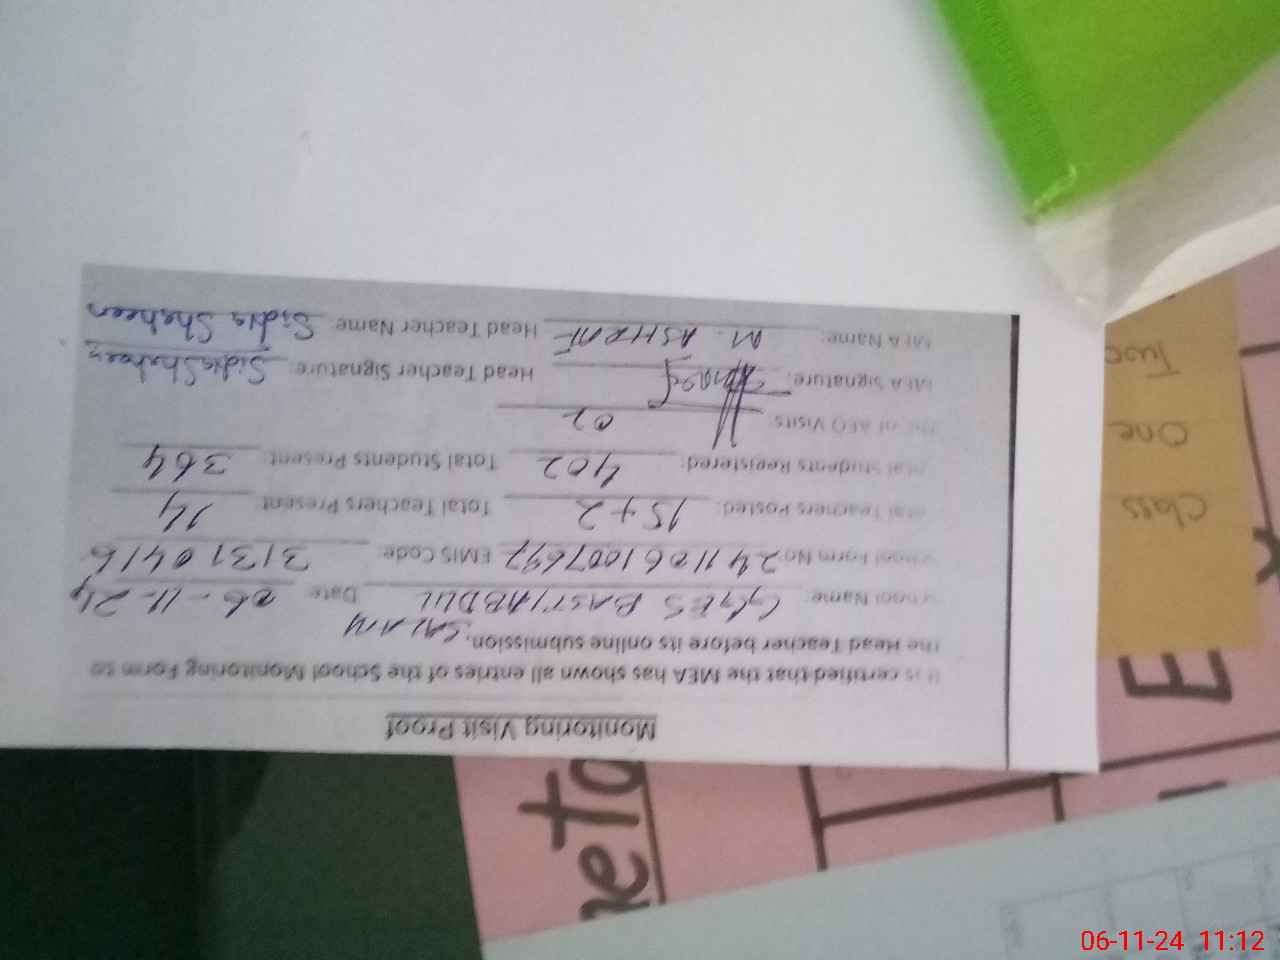 Monitoring Visit Proof
It is certified that the MEA has shown all entries of the School Monitoring Form to
the Head Teacher before its online submission.
School Name: GGES BASTI ABDUL SALAM Date: 06-11-24
School Form No: 2411061007697 EMIS Code: 31310416
Total Teachers Posted: 15+2 Total Teachers Present: 14
Total Students Registered: 402 Total Students Present: 364
No. of AEO Visits: 02
MEA Signature: Head Teacher Signature: Sidra Shaheen
MEA Name: M. ASHRAF Head Teacher Name: Sidra Shaheen
Class
One
Two
06-11-24 11:12